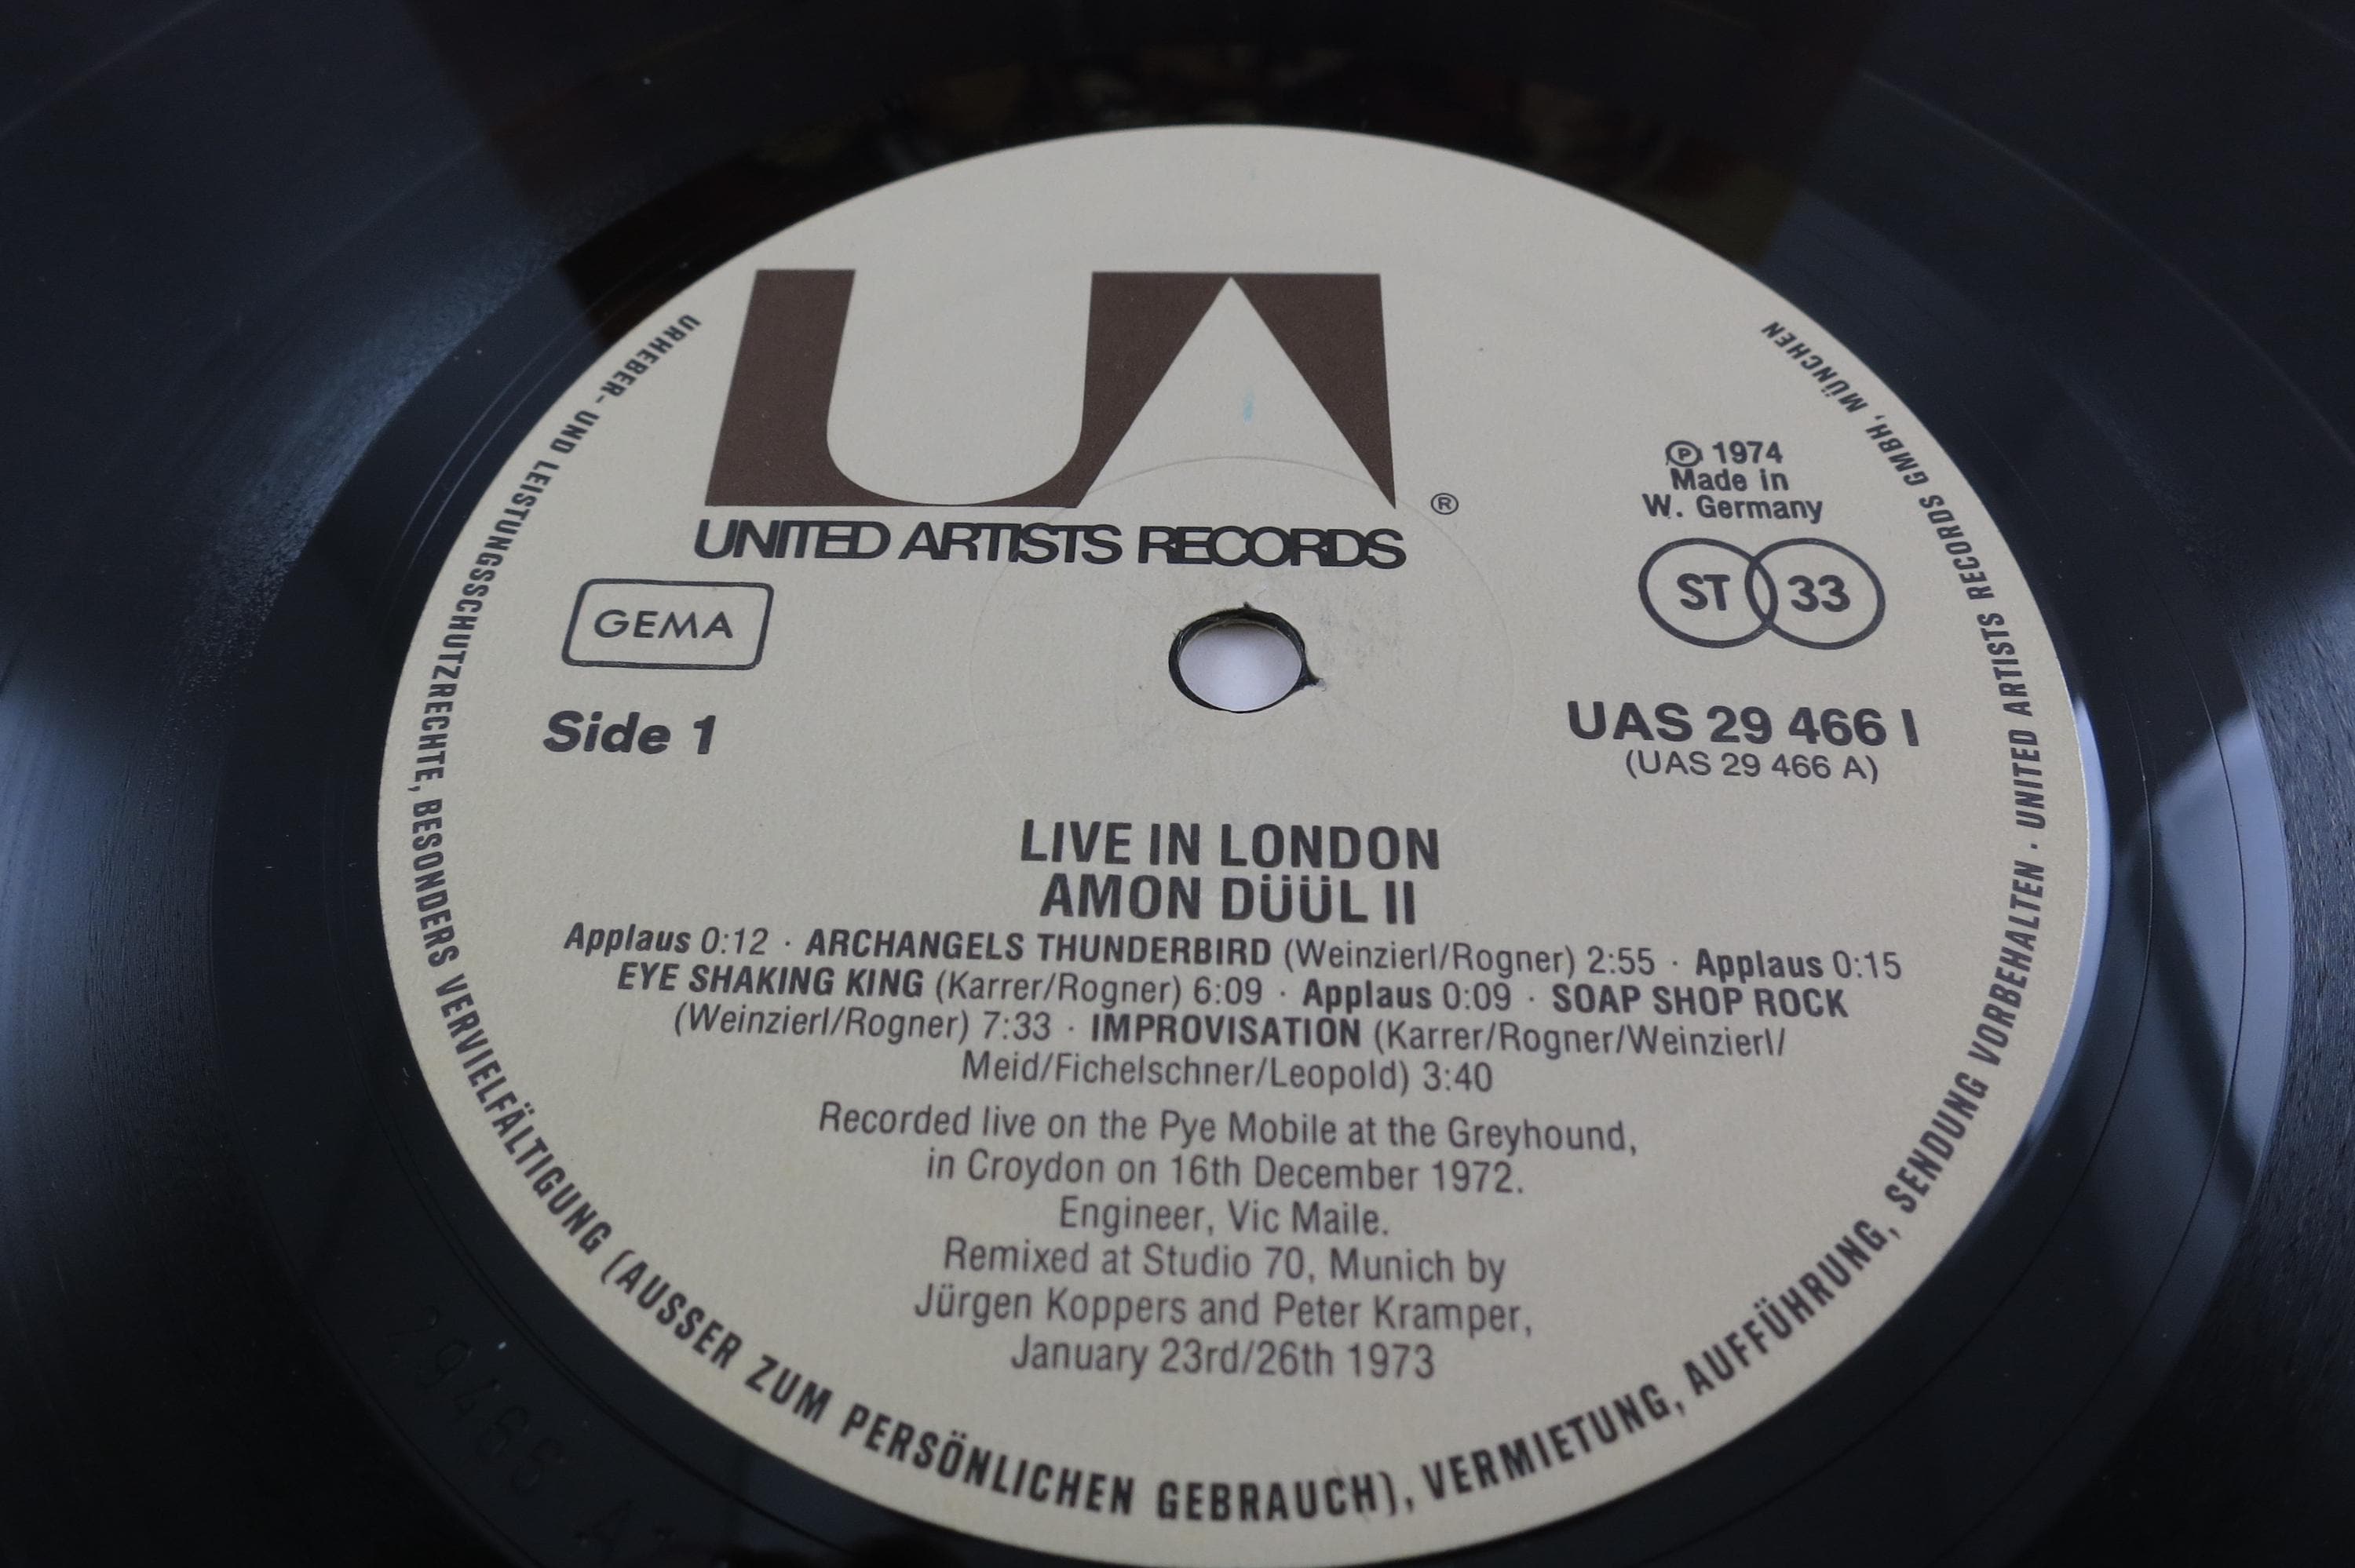 UA
®
UNITED ARTISTS RECORDS
GEMA
Side 1
℗ 1974
Made in
W. Germany
ST 33
UAS 29 466 I
(UAS 29 466 A)
LIVE IN LONDON
AMON DÜÜL II
Applaus 0:12 · ARCHANGELS THUNDERBIRD (Weinzierl/Rogner) 2:55 · Applaus 0:15
EYE SHAKING KING (Karrer/Rogner) 6:09 · Applaus 0:09 · SOAP SHOP ROCK
(Weinzierl/Rogner) 7:33 · IMPROVISATION (Karrer/Rogner/Weinzierl/
Meid/Fichelschner/Leopold) 3:40
Recorded live on the Pye Mobile at the Greyhound,
in Croydon on 16th December 1972.
Engineer, Vic Maile.
Remixed at Studio 70, Munich by
Jürgen Koppers and Peter Kramper,
January 23rd/26th 1973
URHEBER- UND LEISTUNGSSCHUTZRECHTE, BESONDERS VERVIELFÄLTIGUNG (AUSSER ZUM PERSÖNLICHEN GEBRAUCH), VERMIETUNG, AUFFÜHRUNG, SENDUNG VORBEHALTEN · UNITED ARTISTS RECORDS GMBH, MÜNCHEN
29466 A